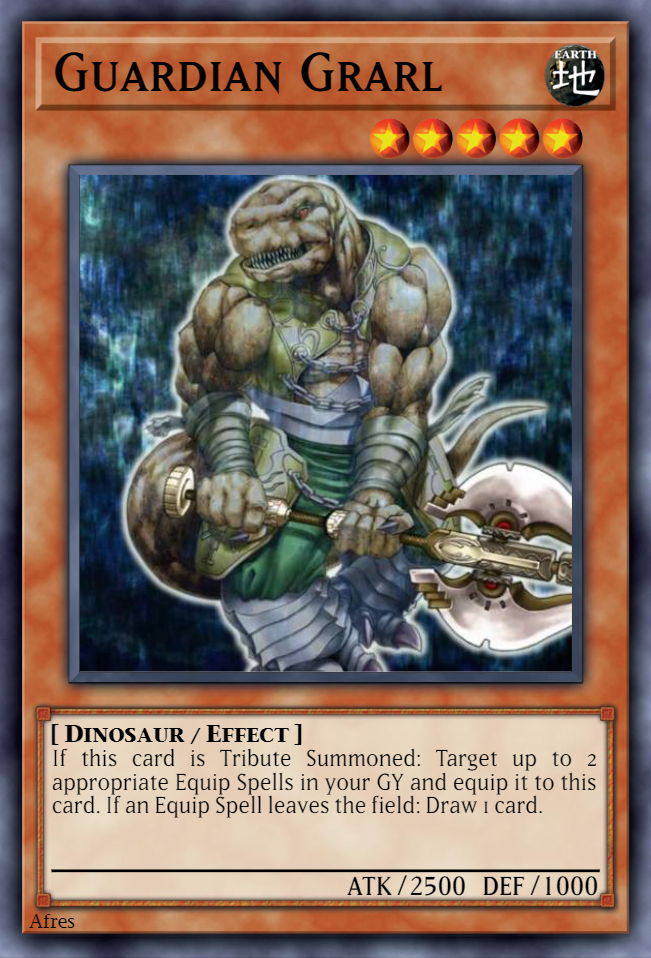 Guardian Grarl
EARTH
地
[ Dinosaur / Effect ]
If this card is Tribute Summoned: Target up to 2
appropriate Equip Spells in your GY and equip it to this
card. If an Equip Spell leaves the field: Draw 1 card.
ATK / 2500 DEF / 1000
Afres